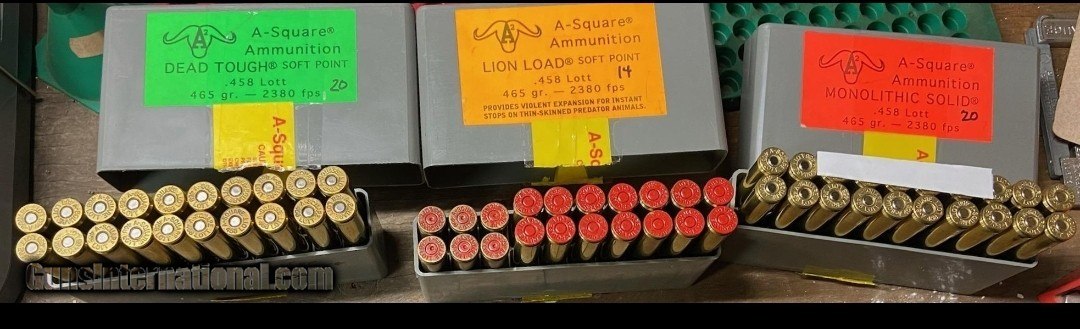 A-Square®
Ammunition
DEAD TOUGH® SOFT POINT
.458 Lott
20
465 gr. — 2380 fps
A-Squ
A-Square®
Ammunition
LION LOAD® SOFT POINT
.458 Lott
14
465 gr. — 2380 fps
PROVIDES VIOLENT EXPANSION FOR INSTANT
STOPS ON THIN-SKINNED PREDATOR ANIMALS.
A-Sq
A-Square®
Ammunition
MONOLITHIC SOLID®
.458 Lott
20
465 gr. — 2380 fps
GunsInternational.com